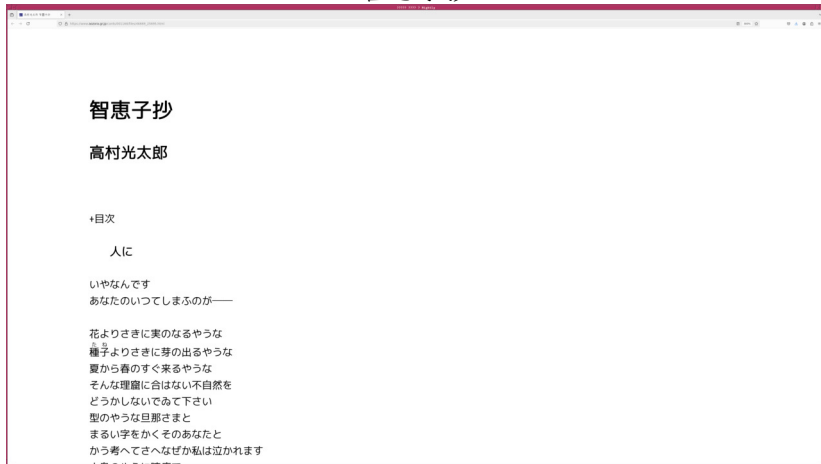 智恵子抄
高村光太郎
+目次
人に
いやなんです
あなたのいつてしまふのが――
花よりさきに実のなるやうな
種子よりさきに芽の出るやうな
たね
夏から春のすぐ来るやうな
そんな理窟に合はない不自然を
どうかしないでゐて下さい
型のやうな旦那さまと
まるい字をかくそのあなたと
かう考へてさへなぜか私は泣かれます